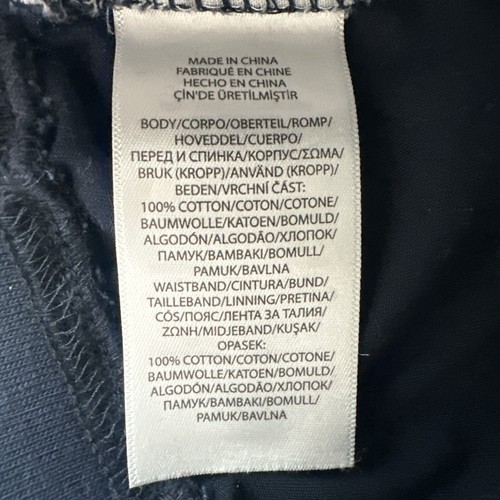 MADE IN CHINA
FABRIQUÉ EN CHINE
HECHO EN CHINA
ÇİN'DE ÜRETİLMİŞTİR
BODY/CORPO/OBERTEIL/ROMP/
HOVEDDEL/CUERPO/
ПЕРЕД И СПИНКА/КОРПУС/ΣΩΜΑ/
BRUK (KROPP)/ANVÄND (KROPP)/
BEDEN/VRCHNÍ ČÁST:
100% COTTON/COTON/COTONE/
BAUMWOLLE/KATOEN/BOMULD/
ALGODÓN/ALGODÃO/ХЛОПОК/
ПАМУК/BAMBAKI/BOMULL/
PAMUK/BAVLNA
WAISTBAND/CINTURA/BUND/
TAILLEBAND/LINNING/PRETINA/
CÓS/ПОЯС/ЛЕНТА ЗА ТАЛИЯ/
ΖΩΝΗ/MIDJEBAND/KUŞAK/
OPASEK:
100% COTTON/COTON/COTONE/
BAUMWOLLE/KATOEN/BOMULD/
ALGODÓN/ALGODÃO/ХЛОПОК/
ПАМУК/BAMBAKI/BOMULL/
PAMUK/BAVLNA